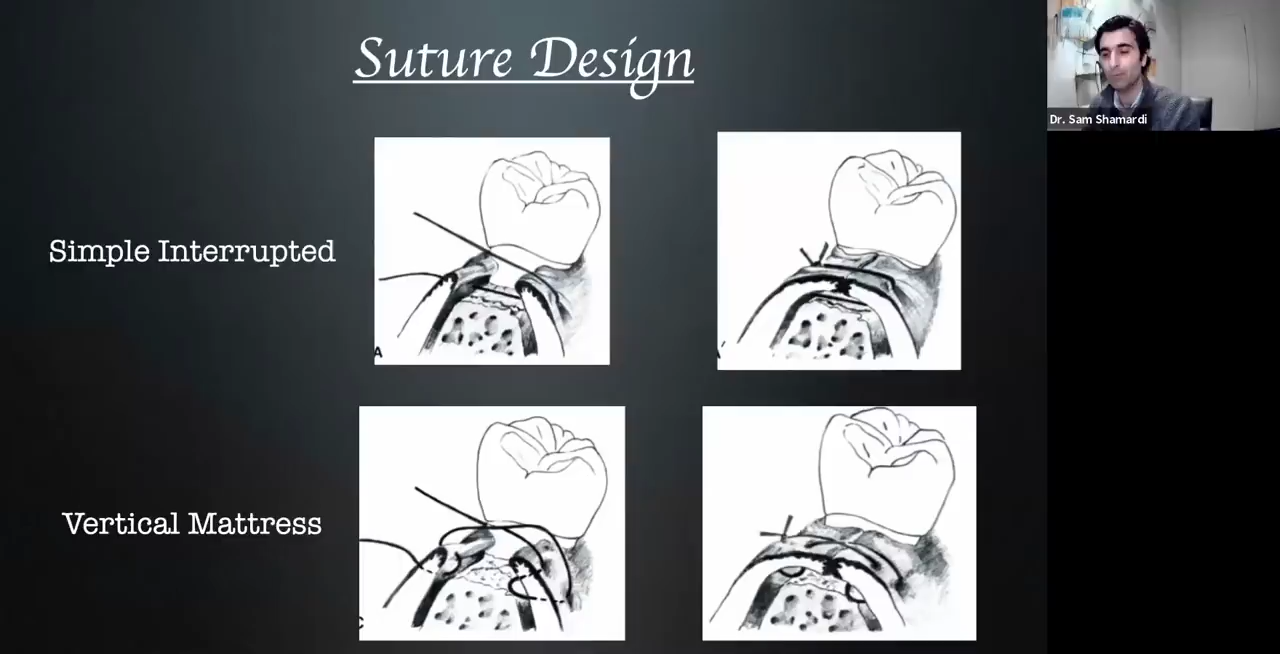 Suture Design
Dr. Sam Shamardi
Simple Interrupted
A
A'
Vertical Mattress
C